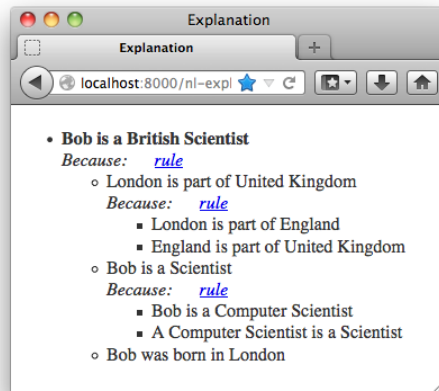 Explanation
Explanation
localhost:8000/nl-expl
Bob is a British Scientist
Because: rule
London is part of United Kingdom
Because: rule
London is part of England
England is part of United Kingdom
Bob is a Scientist
Because: rule
Bob is a Computer Scientist
A Computer Scientist is a Scientist
Bob was born in London